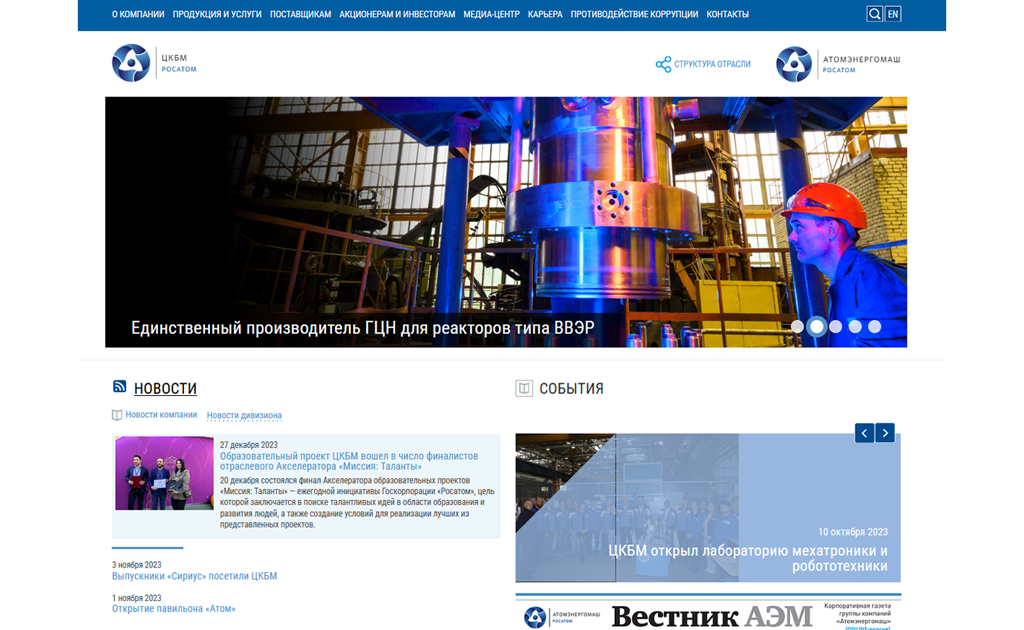 О КОМПАНИИ ПРОДУКЦИЯ И УСЛУГИ ПОСТАВЩИКАМ АКЦИОНЕРАМ И ИНВЕСТОРАМ МЕДИА-ЦЕНТР КАРЬЕРА ПРОТИВОДЕЙСТВИЕ КОРРУПЦИИ КОНТАКТЫ EN
ЦКБМ
РОСАТОМ
СТРУКТУРА ОТРАСЛИ
АТОМЭНЕРГОМАШ
РОСАТОМ
Единственный производитель ГЦН для реакторов типа ВВЭР
НОВОСТИ
Новости компании Новости дивизиона
27 декабря 2023
Образовательный проект ЦКБМ вошел в число финалистов
отраслевого Акселератора «Миссия: Таланты»
20 декабря состоялся финал Акселератора образовательных проектов
«Миссия: Таланты» – ежегодной инициативы Госкорпорации «Росатом», цель
которой заключается в поиске талантливых идей в области образования и
развития людей, а также создание условий для реализации лучших из
представленных проектов.
3 ноября 2023
Выпускники «Сириус» посетили ЦКБМ
1 ноября 2023
Открытие павильона «Атом»
СОБЫТИЯ
10 октября 2023
ЦКБМ открыл лабораторию мехатроники и
робототехники
АТОМЭНЕРГОМАШ
РОСАТОМ
Вестник АЭМ
Корпоративная газета
группы компаний
«Атомэнергомаш»
(ONLINE-версия)